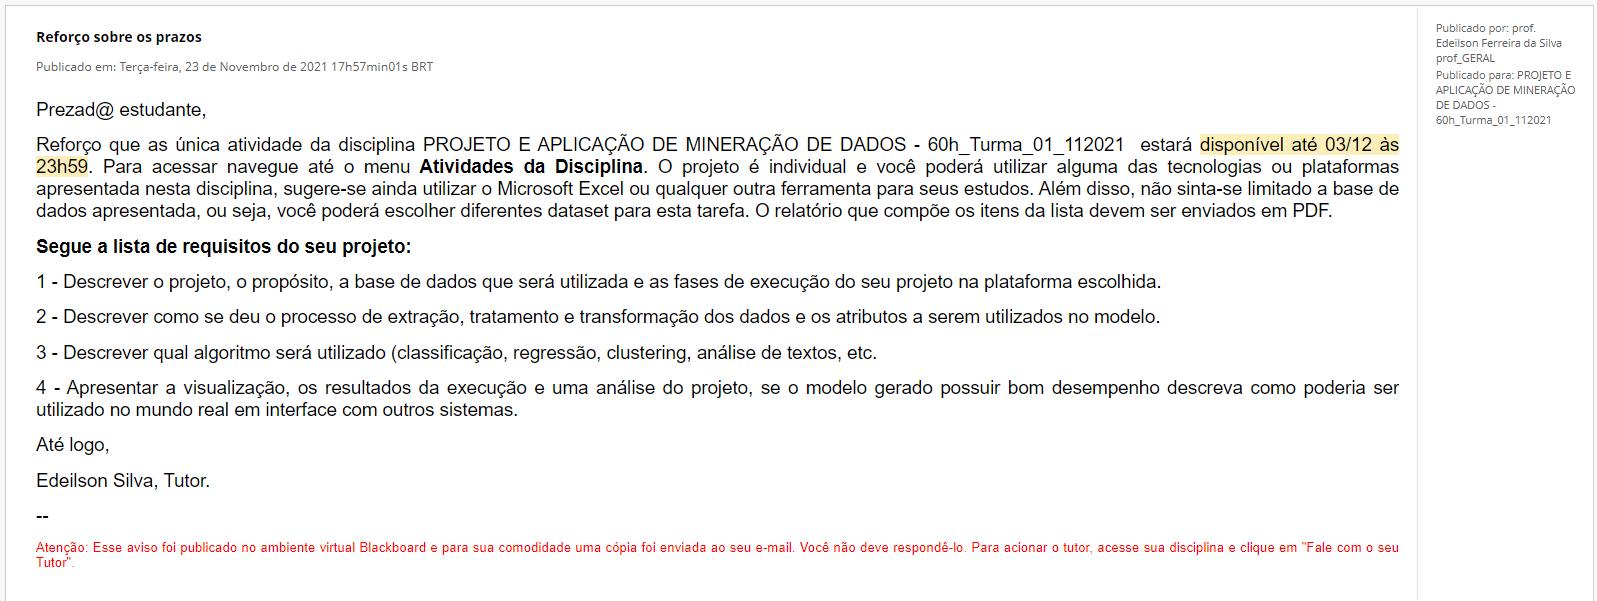 Reforço sobre os prazos
Publicado em: Terça-feira, 23 de Novembro de 2021 17h57min01s BRT
Prezad@ estudante,
Reforço que as única atividade da disciplina PROJETO E APLICAÇÃO DE MINERAÇÃO DE DADOS - 60h_Turma_01_112021 estará disponível até 03/12 às
23h59. Para acessar navegue até o menu Atividades da Disciplina. O projeto é individual e você poderá utilizar alguma das tecnologias ou plataformas
apresentada nesta disciplina, sugere-se ainda utilizar o Microsoft Excel ou qualquer outra ferramenta para seus estudos. Além disso, não sinta-se limitado a base de
dados apresentada, ou seja, você poderá escolher diferentes dataset para esta tarefa. O relatório que compõe os itens da lista devem ser enviados em PDF.
Segue a lista de requisitos do seu projeto:
1 - Descrever o projeto, o propósito, a base de dados que será utilizada e as fases de execução do seu projeto na plataforma escolhida.
2 - Descrever como se deu o processo de extração, tratamento e transformação dos dados e os atributos a serem utilizados no modelo.
3 - Descrever qual algoritmo será utilizado (classificação, regressão, clustering, análise de textos, etc.
4 - Apresentar a visualização, os resultados da execução e uma análise do projeto, se o modelo gerado possuir bom desempenho descreva como poderia ser
utilizado no mundo real em interface com outros sistemas.
Até logo,
Edeilson Silva, Tutor.
--
Atenção: Esse aviso foi publicado no ambiente virtual Blackboard e para sua comodidade uma cópia foi enviada ao seu e-mail. Você não deve respondê-lo. Para acionar o tutor, acesse sua disciplina e clique em "Fale com o seu
Tutor".
Publicado por: prof.
Edeilson Ferreira da Silva
prof_GERAL
Publicado para: PROJETO E
APLICAÇÃO DE MINERAÇÃO
DE DADOS -
60h_Turma_01_112021